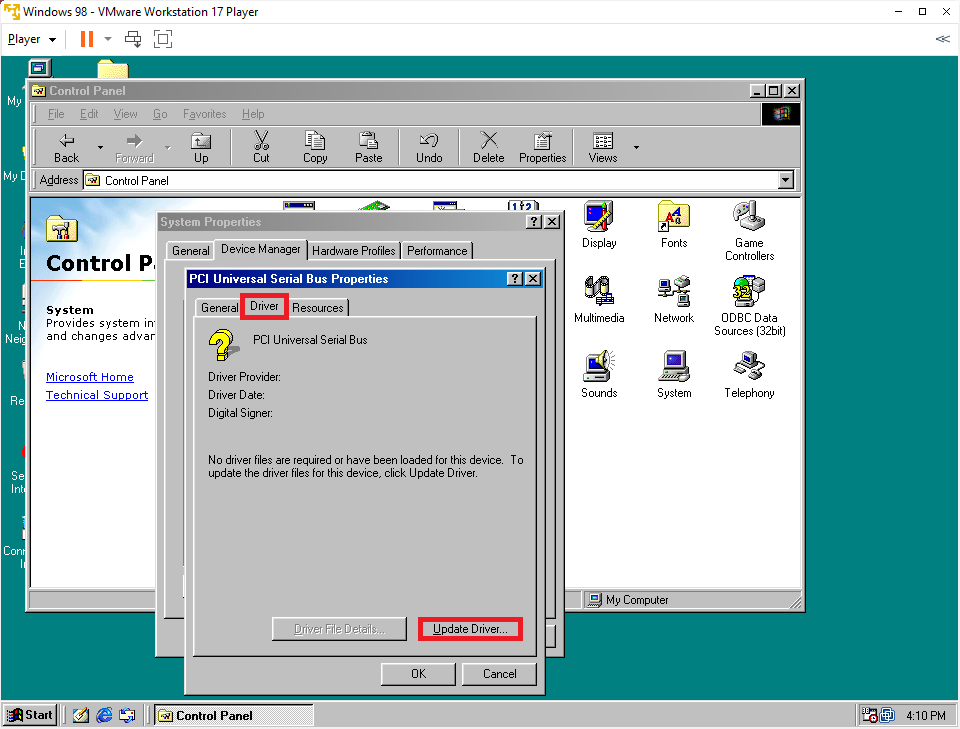 Windows 98 - VMware Workstation 17 Player
Player
Control Panel
File Edit View Go Favorites Help
Back Forward Up Cut Copy Paste Undo Delete Properties Views
Address Control Panel
My
My D
Control P
System
Provides system in
and changes advan
Microsoft Home
Technical Support
System Properties
General Device Manager Hardware Profiles Performance
PCI Universal Serial Bus Properties
General Driver Resources
PCI Universal Serial Bus
Driver Provider:
Driver Date:
Digital Signer:
No driver files are required or have been loaded for this device. To
update the driver files for this device, click Update Driver.
Driver File Details... Update Driver...
OK Cancel
Display Fonts Game
Controllers
Multimedia Network ODBC Data
Sources (32bit)
Sounds System Telephony
My Computer
Start Control Panel 4:10 PM